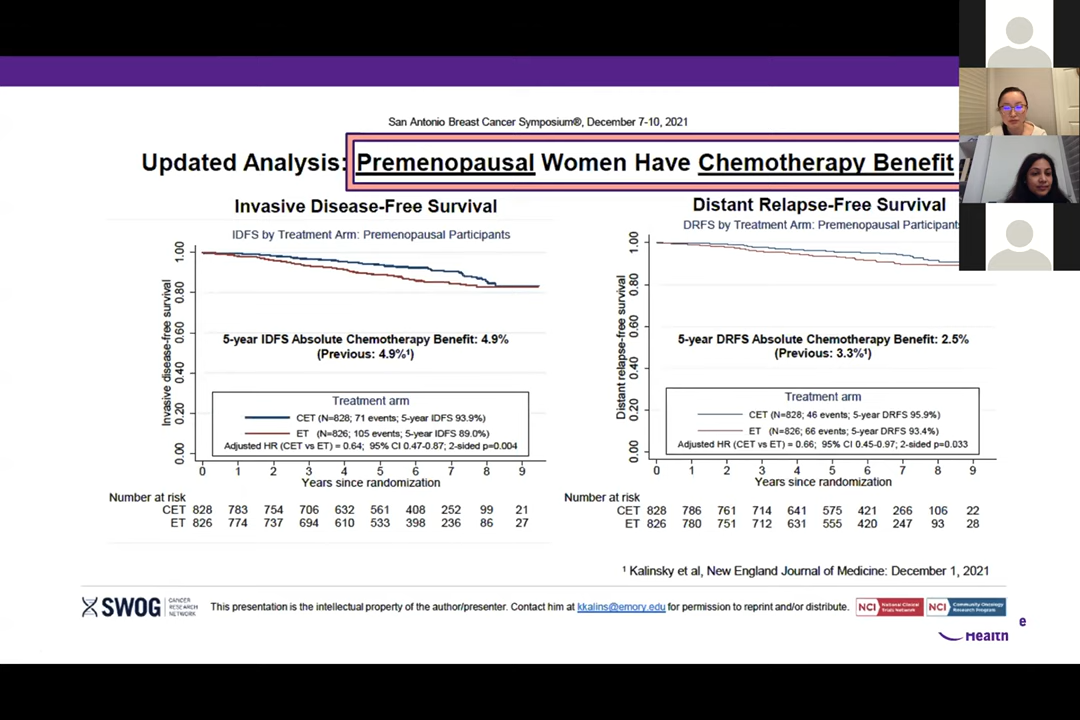 San Antonio Breast Cancer Symposium®, December 7-10, 2021
Updated Analysis: Premenopausal Women Have Chemotherapy Benefit
Invasive Disease-Free Survival
IDFS by Treatment Arm: Premenopausal Participants
Invasive disease-free survival
1.00
0.80
0.60
0.40
0.20
0.00
5-year IDFS Absolute Chemotherapy Benefit: 4.9%
(Previous: 4.9%¹)
Treatment arm
CET (N=828; 71 events; 5-year IDFS 93.9%)
ET (N=826; 105 events; 5-year IDFS 89.0%)
Adjusted HR (CET vs ET) = 0.64; 95% CI 0.47-0.87; 2-sided p=0.004
0 1 2 3 4 5 6 7 8 9
Years since randomization
Number at risk
CET 828 783 754 706 632 561 408 252 99 21
ET 826 774 737 694 610 533 398 236 86 27
Distant Relapse-Free Survival
DRFS by Treatment Arm: Premenopausal Participants
Distant relapse-free survival
1.00
0.80
0.60
0.40
0.20
0.00
5-year DRFS Absolute Chemotherapy Benefit: 2.5%
(Previous: 3.3%¹)
Treatment arm
CET (N=828; 46 events; 5-year DRFS 95.9%)
ET (N=826; 66 events; 5-year DRFS 93.4%)
Adjusted HR (CET vs ET) = 0.66; 95% CI 0.45-0.97; 2-sided p=0.033
0 1 2 3 4 5 6 7 8 9
Years since randomization
Number at risk
CET 828 786 761 714 641 575 421 266 106 22
ET 826 780 751 712 631 555 420 247 93 28
¹ Kalinsky et al, New England Journal of Medicine: December 1, 2021
SWOG CANCER RESEARCH NETWORK
This presentation is the intellectual property of the author/presenter. Contact him at kkalins@emory.edu for permission to reprint and/or distribute.
NCI National Clinical Trials Network
NCI Community Oncology Research Program
e
Health